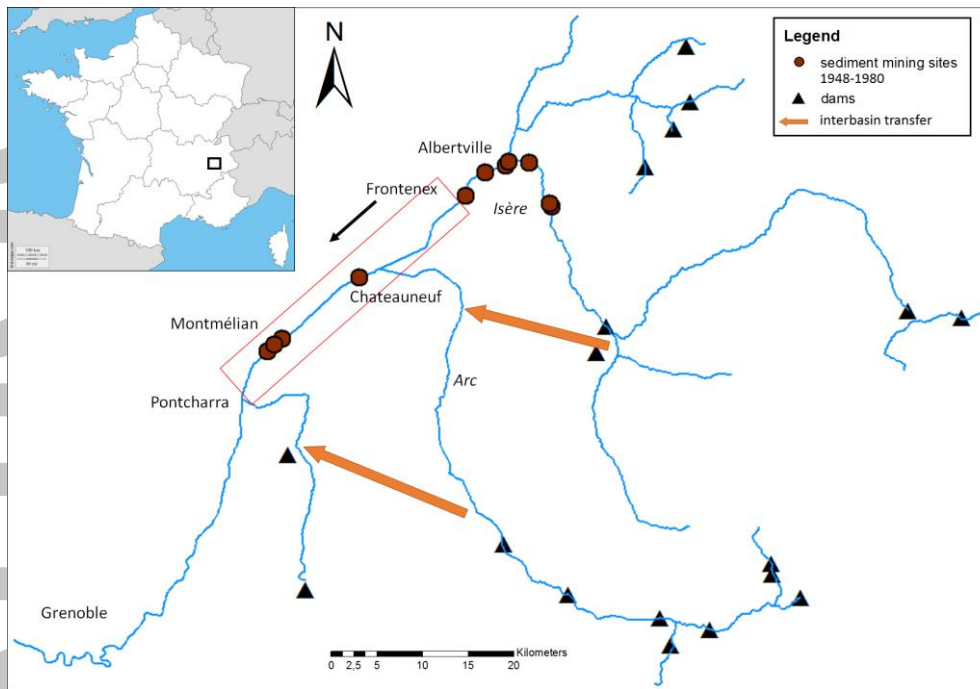 N
Legend
sediment mining sites
1948-1980
dams
interbasin transfer
Albertville
Frontenex
Isère
Chateauneuf
Montmélian
Arc
Pontcharra
Grenoble
Kilometers
0 2,5 5 10 15 20